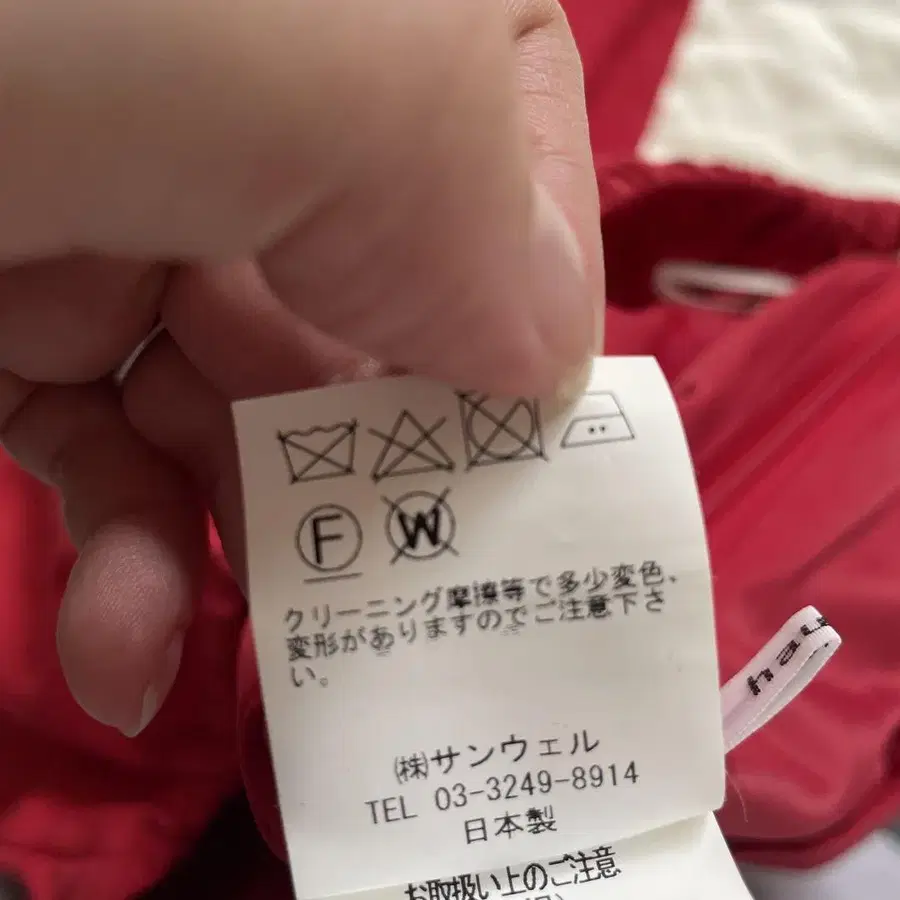 F W
クリーニング摩擦等で多少変色、
変形がありますのでご注意下さ
い。
㈱サンウェル
TEL 03-3249-8914
日本製
お取扱い上のご注意